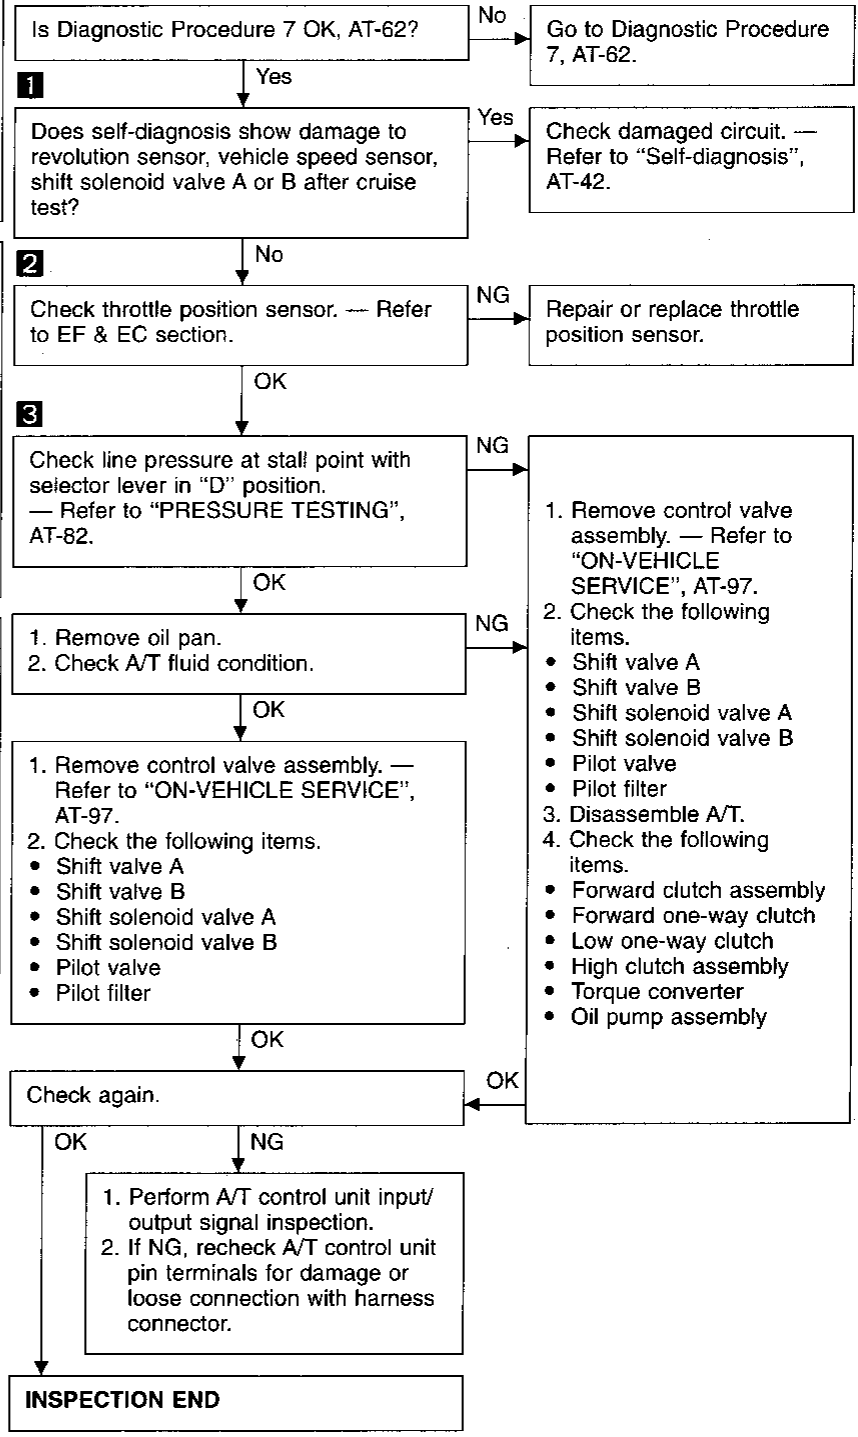 Is Diagnostic Procedure 7 OK, AT-62?
No
Go to Diagnostic Procedure
7, AT-62.
Yes
1
Does self-diagnosis show damage to
revolution sensor, vehicle speed sensor,
shift solenoid valve A or B after cruise
test?
Yes
Check damaged circuit. —
Refer to “Self-diagnosis”,
AT-42.
No
2
Check throttle position sensor. — Refer
to EF & EC section.
NG
Repair or replace throttle
position sensor.
OK
3
Check line pressure at stall point with
selector lever in “D” position.
— Refer to “PRESSURE TESTING”,
AT-82.
NG
OK
1. Remove oil pan.
2. Check A/T fluid condition.
NG
1. Remove control valve
assembly. — Refer to
“ON-VEHICLE
SERVICE”, AT-97.
2. Check the following
items.
• Shift valve A
• Shift valve B
• Shift solenoid valve A
• Shift solenoid valve B
• Pilot valve
• Pilot filter
3. Disassemble A/T.
4. Check the following
items.
• Forward clutch assembly
• Forward one-way clutch
• Low one-way clutch
• High clutch assembly
• Torque converter
• Oil pump assembly
OK
1. Remove control valve assembly. —
Refer to “ON-VEHICLE SERVICE”,
AT-97.
2. Check the following items.
• Shift valve A
• Shift valve B
• Shift solenoid valve A
• Shift solenoid valve B
• Pilot valve
• Pilot filter
OK
Check again.
OK
OK
NG
1. Perform A/T control unit input/
output signal inspection.
2. If NG, recheck A/T control unit
pin terminals for damage or
loose connection with harness
connector.
INSPECTION END